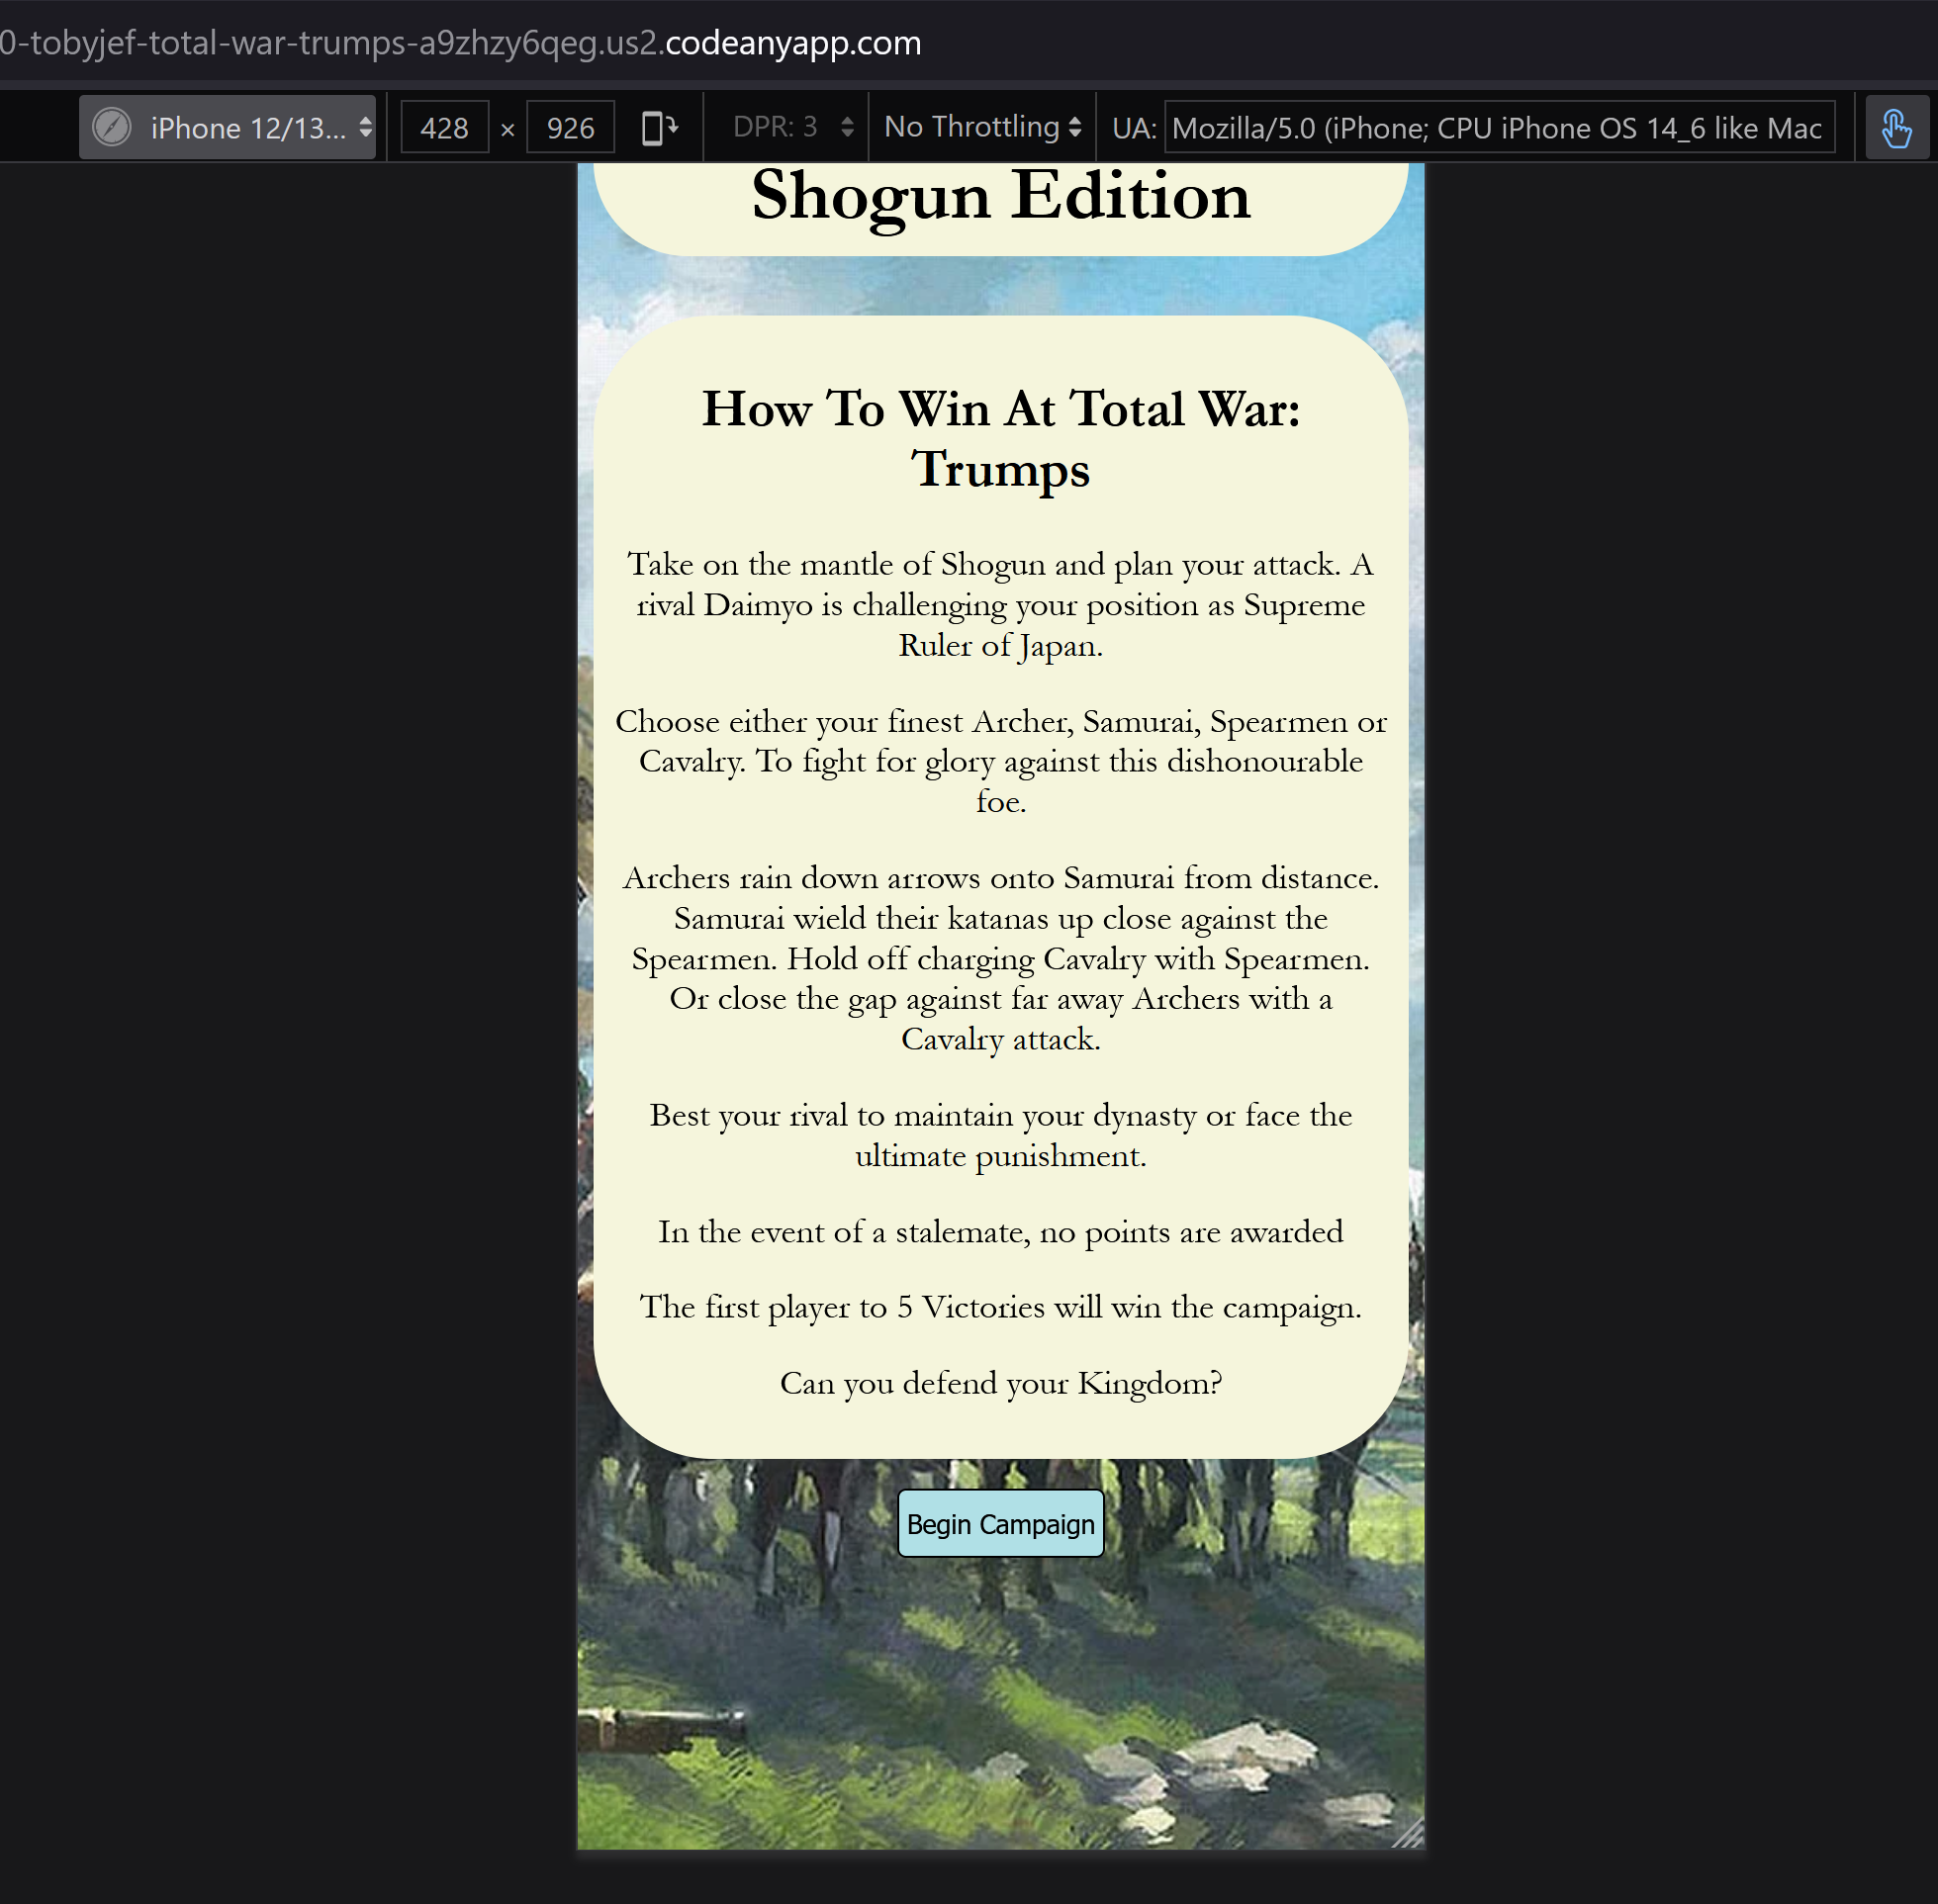 0-tobyjef-total-war-trumps-a9zhzy6qeg.us2.codeanyapp.com
iPhone 12/13... 428 × 926 DPR: 3 No Throttling UA: Mozilla/5.0 (iPhone; CPU iPhone OS 14_6 like Mac
Shogun Edition
How To Win At Total War:
Trumps
Take on the mantle of Shogun and plan your attack. A
rival Daimyo is challenging your position as Supreme
Ruler of Japan.
Choose either your finest Archer, Samurai, Spearmen or
Cavalry. To fight for glory against this dishonourable
foe.
Archers rain down arrows onto Samurai from distance.
Samurai wield their katanas up close against the
Spearmen. Hold off charging Cavalry with Spearmen.
Or close the gap against far away Archers with a
Cavalry attack.
Best your rival to maintain your dynasty or face the
ultimate punishment.
In the event of a stalemate, no points are awarded
The first player to 5 Victories will win the campaign.
Can you defend your Kingdom?
Begin Campaign